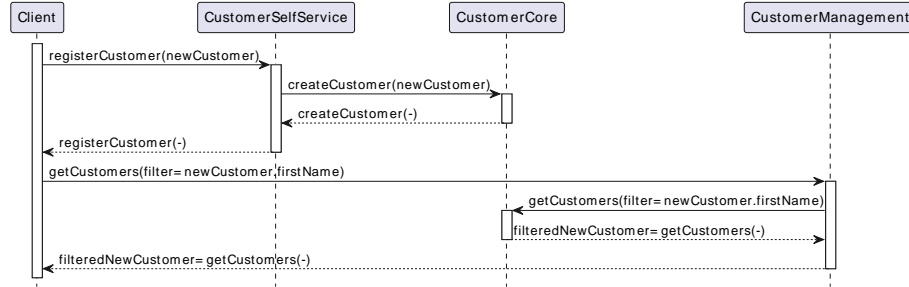 Client CustomerSelfService CustomerCore CustomerManagement
registerCustomer(newCustomer)
createCustomer(newCustomer)
createCustomer(-)
registerCustomer(-)
getCustomers(filter=newCustomer.firstName)
getCustomers(filter=newCustomer.firstName)
filteredNewCustomer=getCustomers(-)
filteredNewCustomer=getCustomers(-)